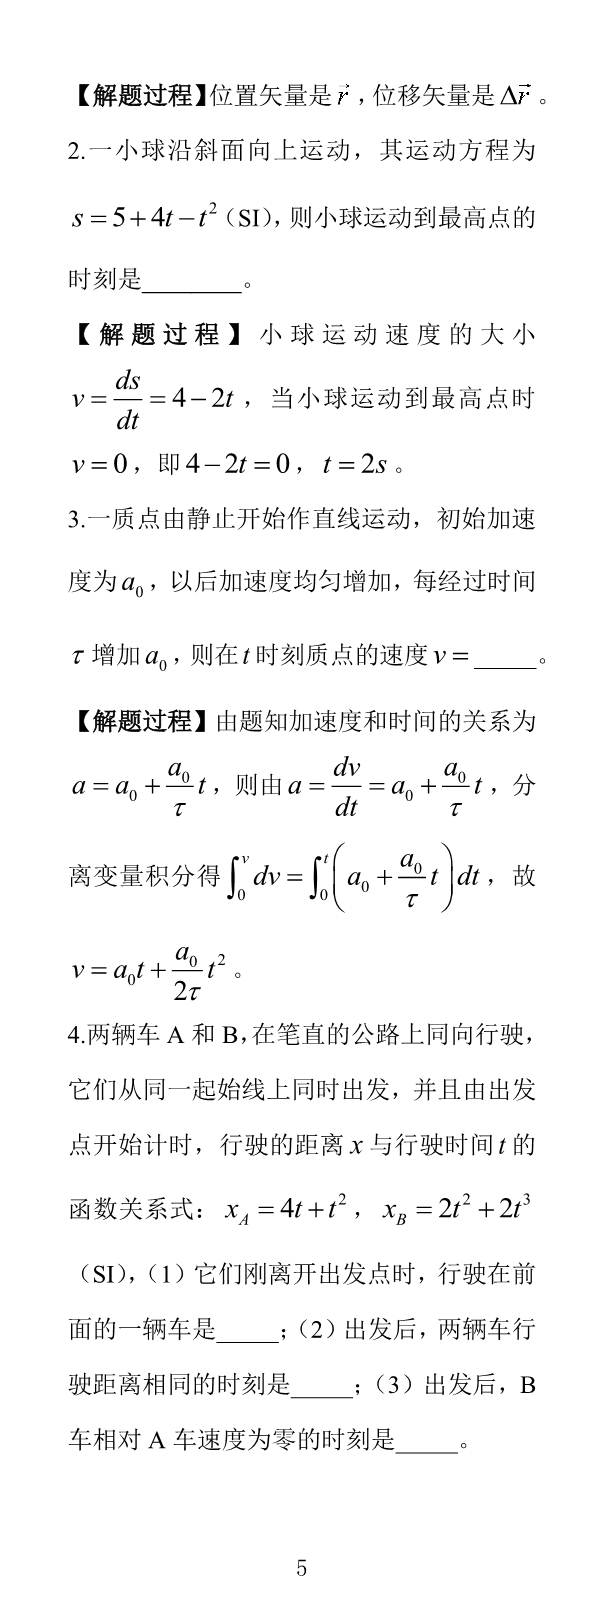 【解题过程】位置矢量是 $\vec{r}$，位移矢量是 $\Delta\vec{r}$。
2.一小球沿斜面向上运动，其运动方程为
$s=5+4t-t^2$（SI），则小球运动到最高点的
时刻是________。
【解题过程】小球运动速度的大小
$v=\dfrac{ds}{dt}=4-2t$，当小球运动到最高点时
$v=0$，即 $4-2t=0$，$t=2s$。
3.一质点由静止开始作直线运动，初始加速
度为 $a_0$，以后加速度均匀增加，每经过时间
$\tau$ 增加 $a_0$，则在 $t$ 时刻质点的速度 $v=$_____。
【解题过程】由题知加速度和时间的关系为
$a=a_0+\dfrac{a_0}{\tau}t$，则由 $a=\dfrac{dv}{dt}=a_0+\dfrac{a_0}{\tau}t$，分
离变量积分得 $\int_0^v dv=\int_0^t\left(a_0+\dfrac{a_0}{\tau}t\right)dt$，故
$v=a_0t+\dfrac{a_0}{2\tau}t^2$。
4.两辆车 A 和 B，在笔直的公路上同向行驶，
它们从同一起始线上同时出发，并且由出发
点开始计时，行驶的距离 $x$ 与行驶时间 $t$ 的
函数关系式：$x_A=4t+t^2$，$x_B=2t^2+2t^3$
（SI），（1）它们刚离开出发点时，行驶在前
面的一辆车是_____；（2）出发后，两辆车行
驶距离相同的时刻是_____；（3）出发后，B
车相对 A 车速度为零的时刻是_____。
5